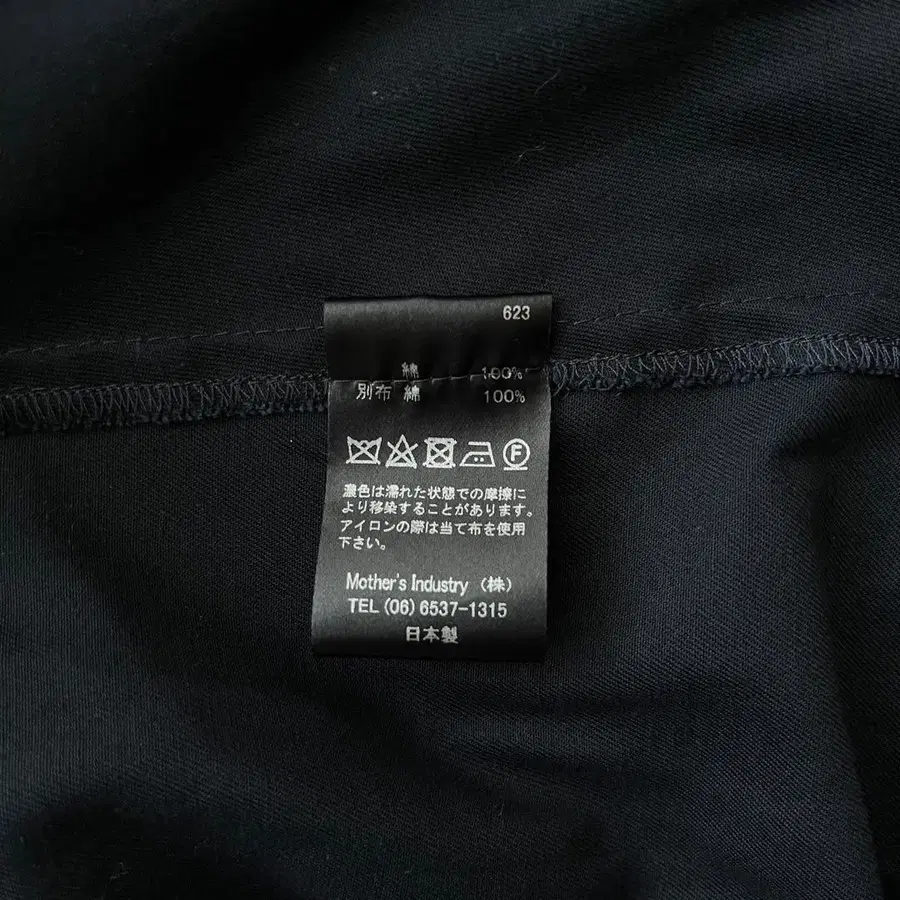 623
綿 100%
別布 綿 100%
F
濃色は濡れた状態での摩擦に
より移染することがあります。
アイロンの際は当て布を使用
下さい。
Mother's Industry （株）
TEL (06) 6537-1315
日本製